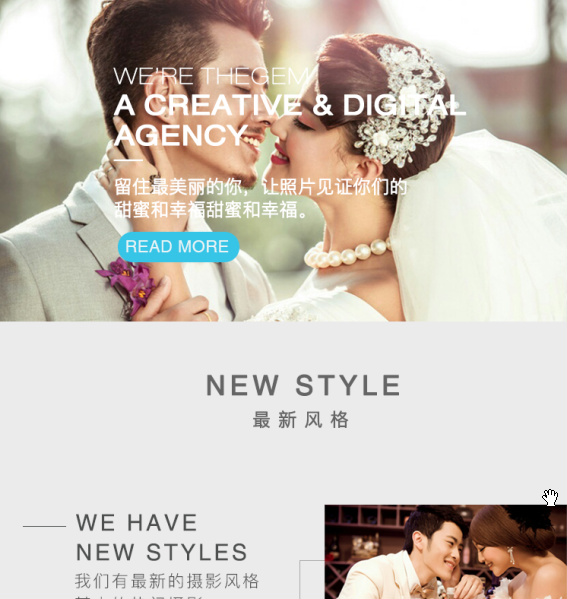 WE'RE THEGEM/
A CREATIVE & DIGITAL
AGENCY
留住最美丽的你，让照片见证你们的
甜蜜和幸福甜蜜和幸福。
READ MORE
NEW STYLE
最新风格
WE HAVE
NEW STYLES
我们有最新的摄影风格